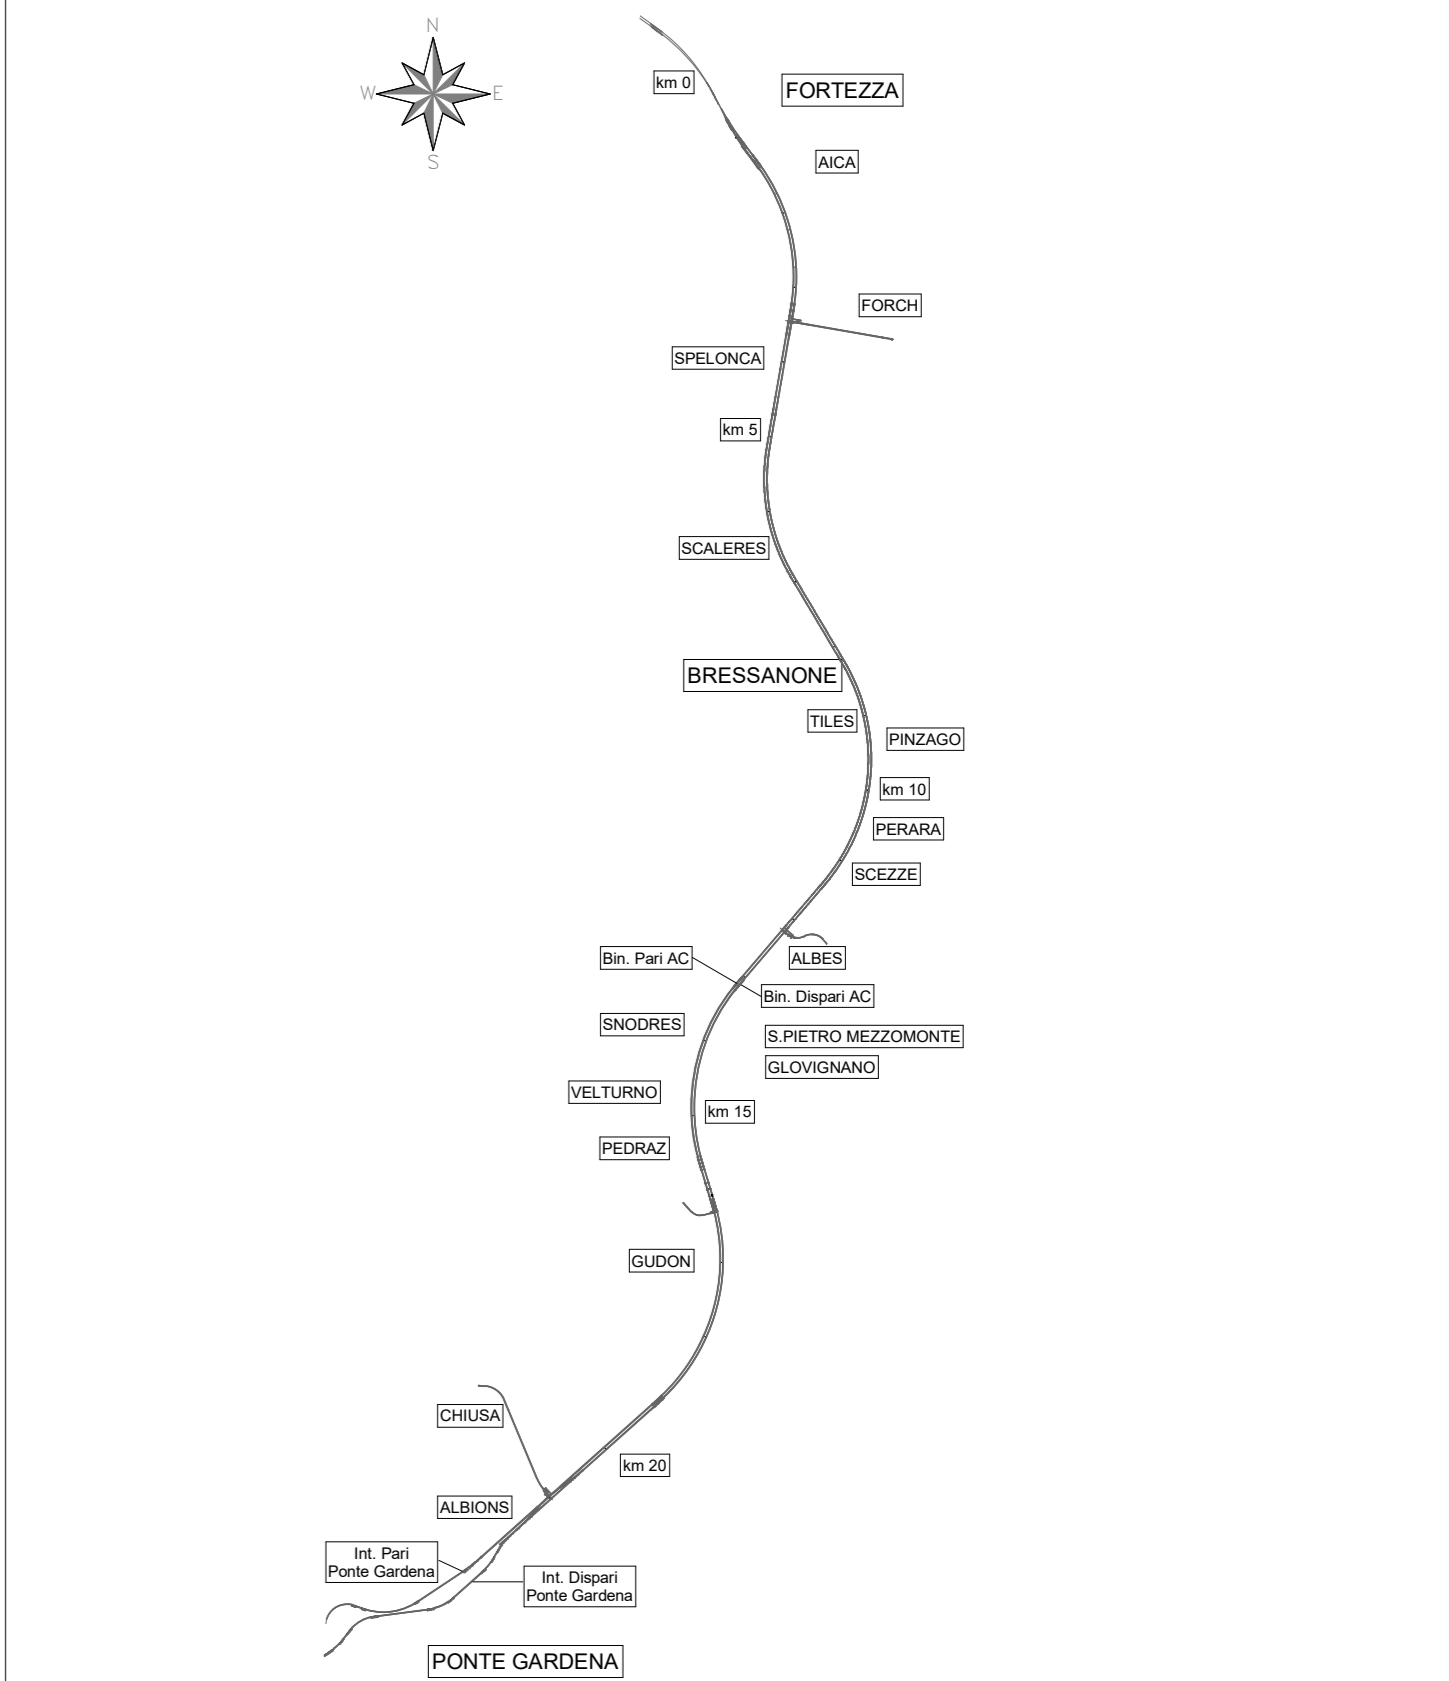 N
km 0
FORTEZZA
W
E
S
AICA
FORCH
SPELONCA
km 5
SCALERES
BRESSANONE
TILES
PINZAGO
km 10
PERARA
SCEZZE
Bin. Pari AC
ALBES
Bin. Dispari AC
SNODRES
S.PIETRO MEZZOMONTE
GLOVIGNANO
VELTURNO
km 15
PEDRAZ
GUDON
CHIUSA
km 20
ALBIONS
Int. Pari
Ponte Gardena
Int. Dispari
Ponte Gardena
PONTE GARDENA